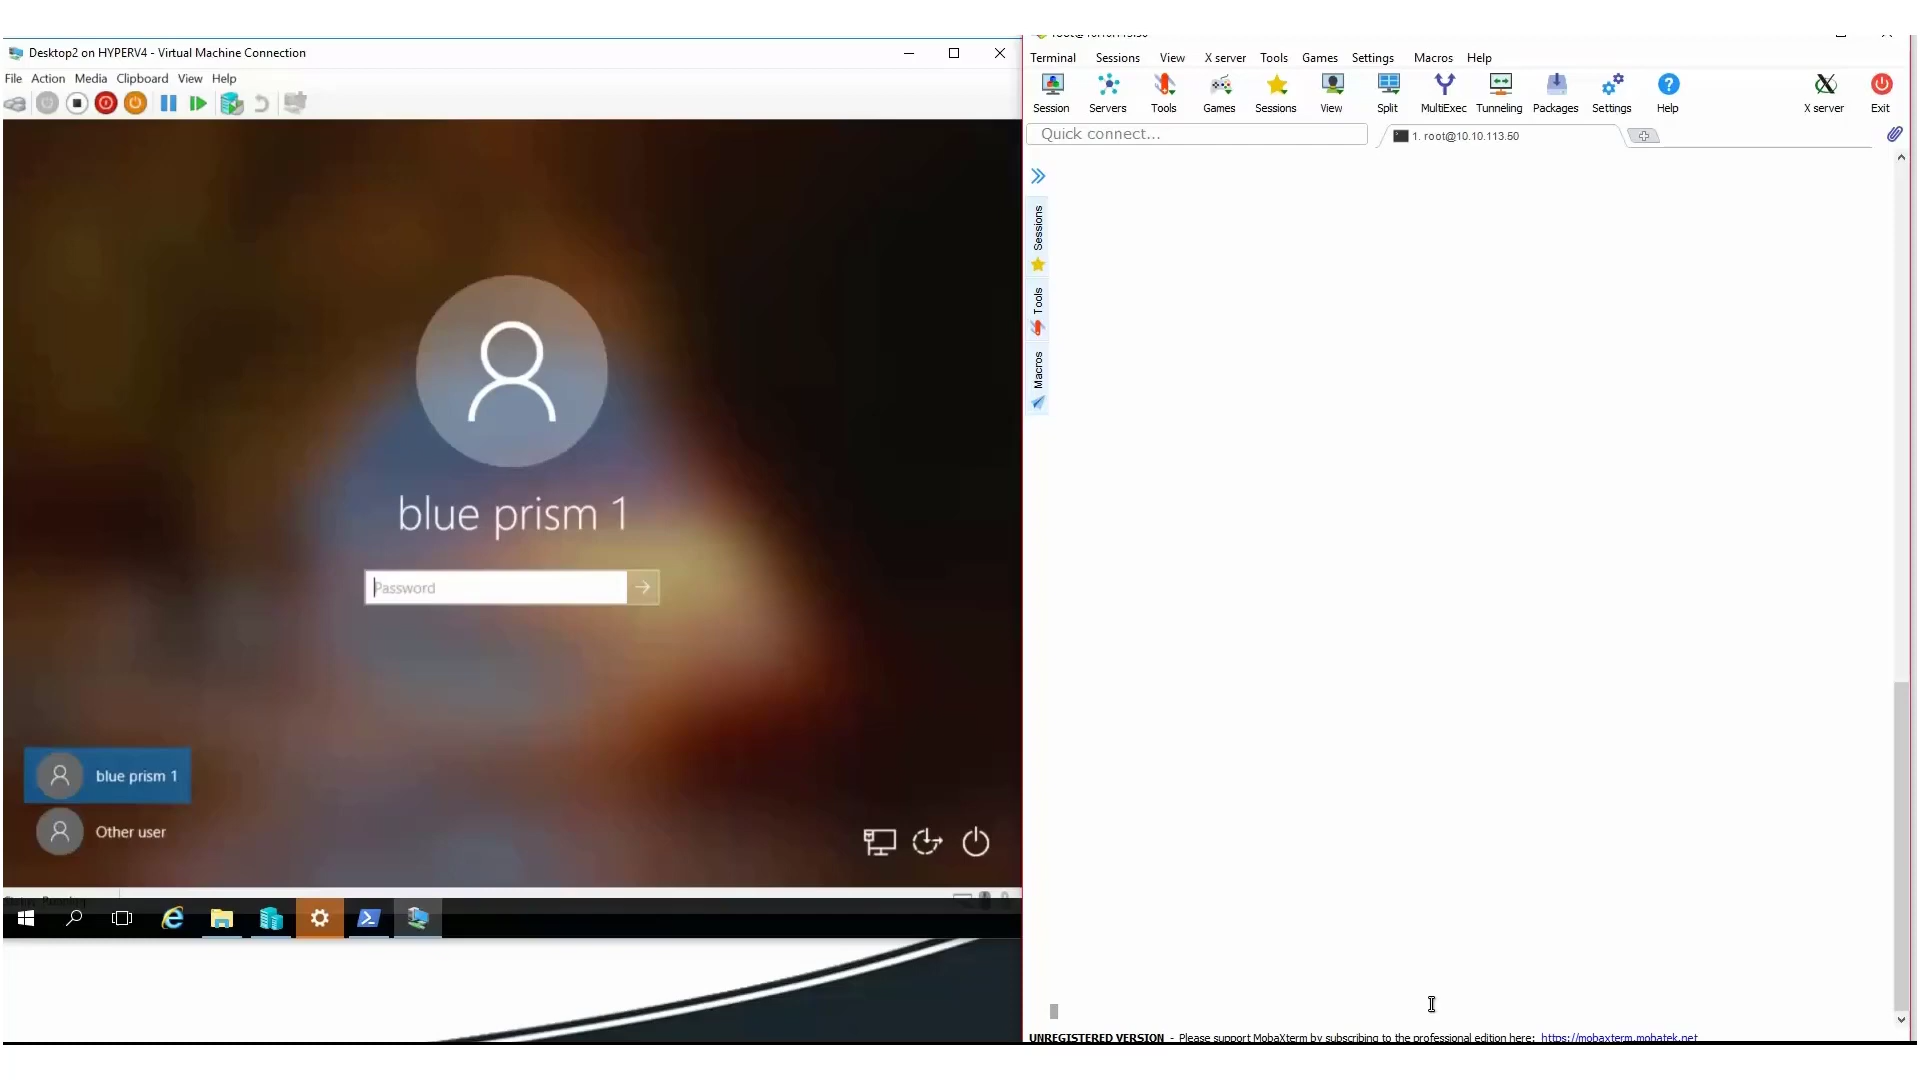 Desktop2 on HYPERV4 - Virtual Machine Connection
File Action Media Clipboard View Help
blue prism 1
Password
blue prism 1
Other user
Terminal Sessions View X server Tools Games Settings Macros Help
Session Servers Tools Games Sessions View Split MultiExec Tunneling Packages Settings Help X server Exit
Quick connect...
1. root@10.10.113.50
Sessions
Tools
Macros
UNREGISTERED VERSION - Please support MobaXterm by subscribing to the professional edition here: https://mobaxterm.mobatek.net